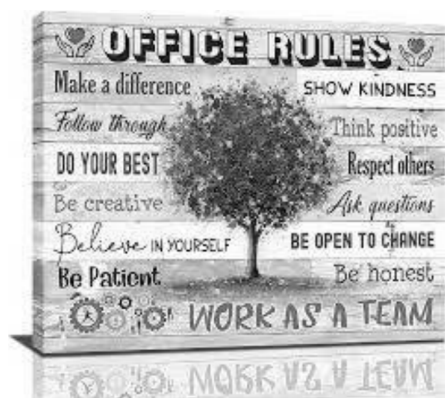 OFFICE RULES
Make a difference
SHOW KINDNESS
Follow through
Think positive
DO YOUR BEST
Respect others
Be creative
Ask questions
Believe IN YOURSELF
BE OPEN TO CHANGE
Be Patient
Be honest
WORK AS A TEAM